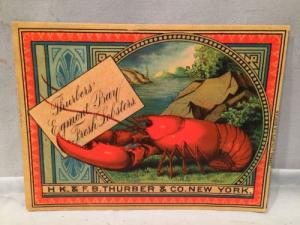 Thurbers'
Egmont Bay
Fresh Lobsters.
H.K. & F.B. THURBER & CO. NEW YORK.